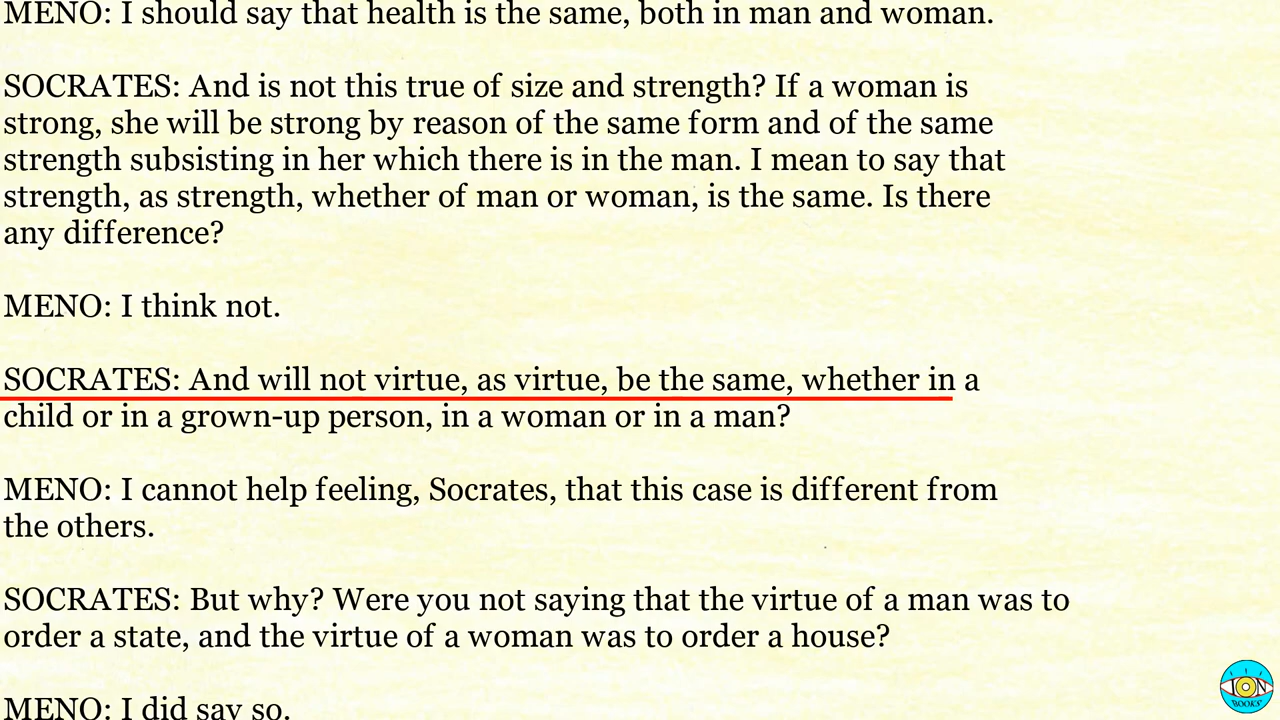 MENO: I should say that health is the same, both in man and woman.
SOCRATES: And is not this true of size and strength? If a woman is
strong, she will be strong by reason of the same form and of the same
strength subsisting in her which there is in the man. I mean to say that
strength, as strength, whether of man or woman, is the same. Is there
any difference?
MENO: I think not.
SOCRATES: And will not virtue, as virtue, be the same, whether in a
child or in a grown-up person, in a woman or in a man?
MENO: I cannot help feeling, Socrates, that this case is different from
the others.
SOCRATES: But why? Were you not saying that the virtue of a man was to
order a state, and the virtue of a woman was to order a house?
MENO: I did say so.
ION
BOOKS